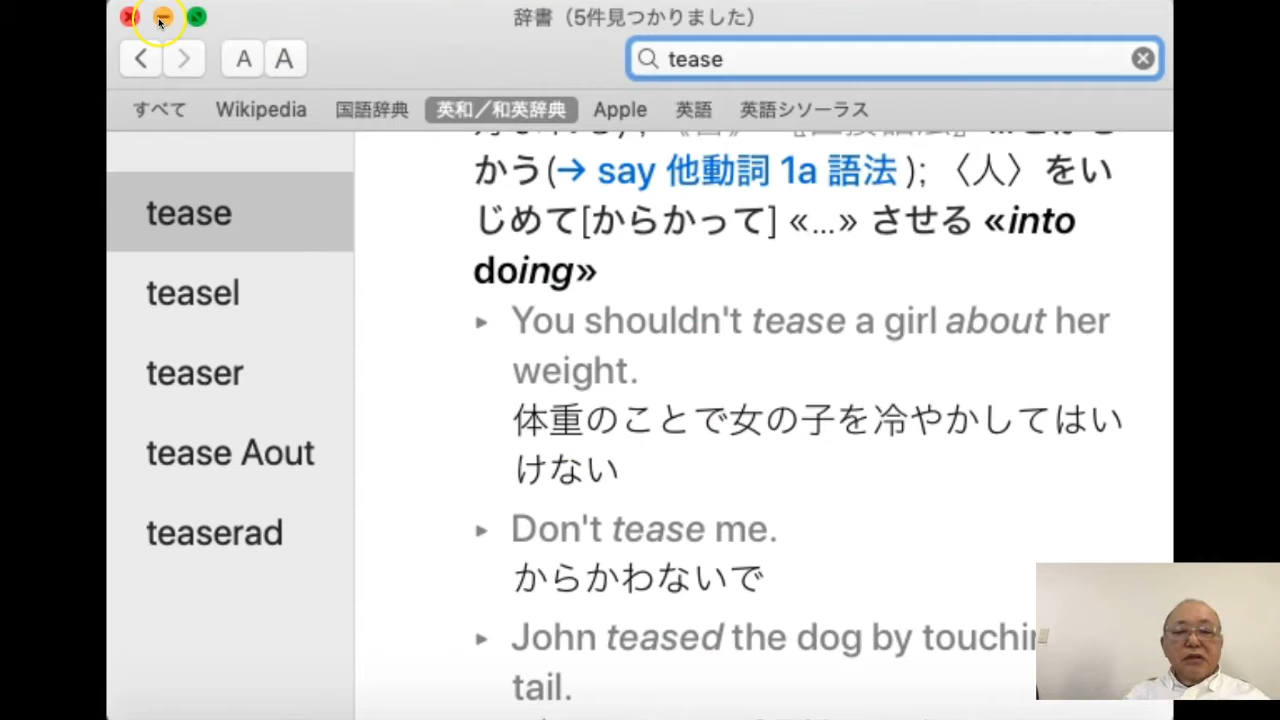 辞書（5件見つかりました）
A A
tease
すべて Wikipedia 国語辞典 英和／和英辞典 Apple 英語 英語シソーラス
tease
teasel
teaser
tease Aout
teaserad
かう(→ say 他動詞 1a 語法 ); 〈人〉をい
じめて[からかって] «...» させる «into
doing»
You shouldn't tease a girl about her
weight.
体重のことで女の子を冷やかしてはい
けない
Don't tease me.
からかわないで
John teased the dog by
tail.